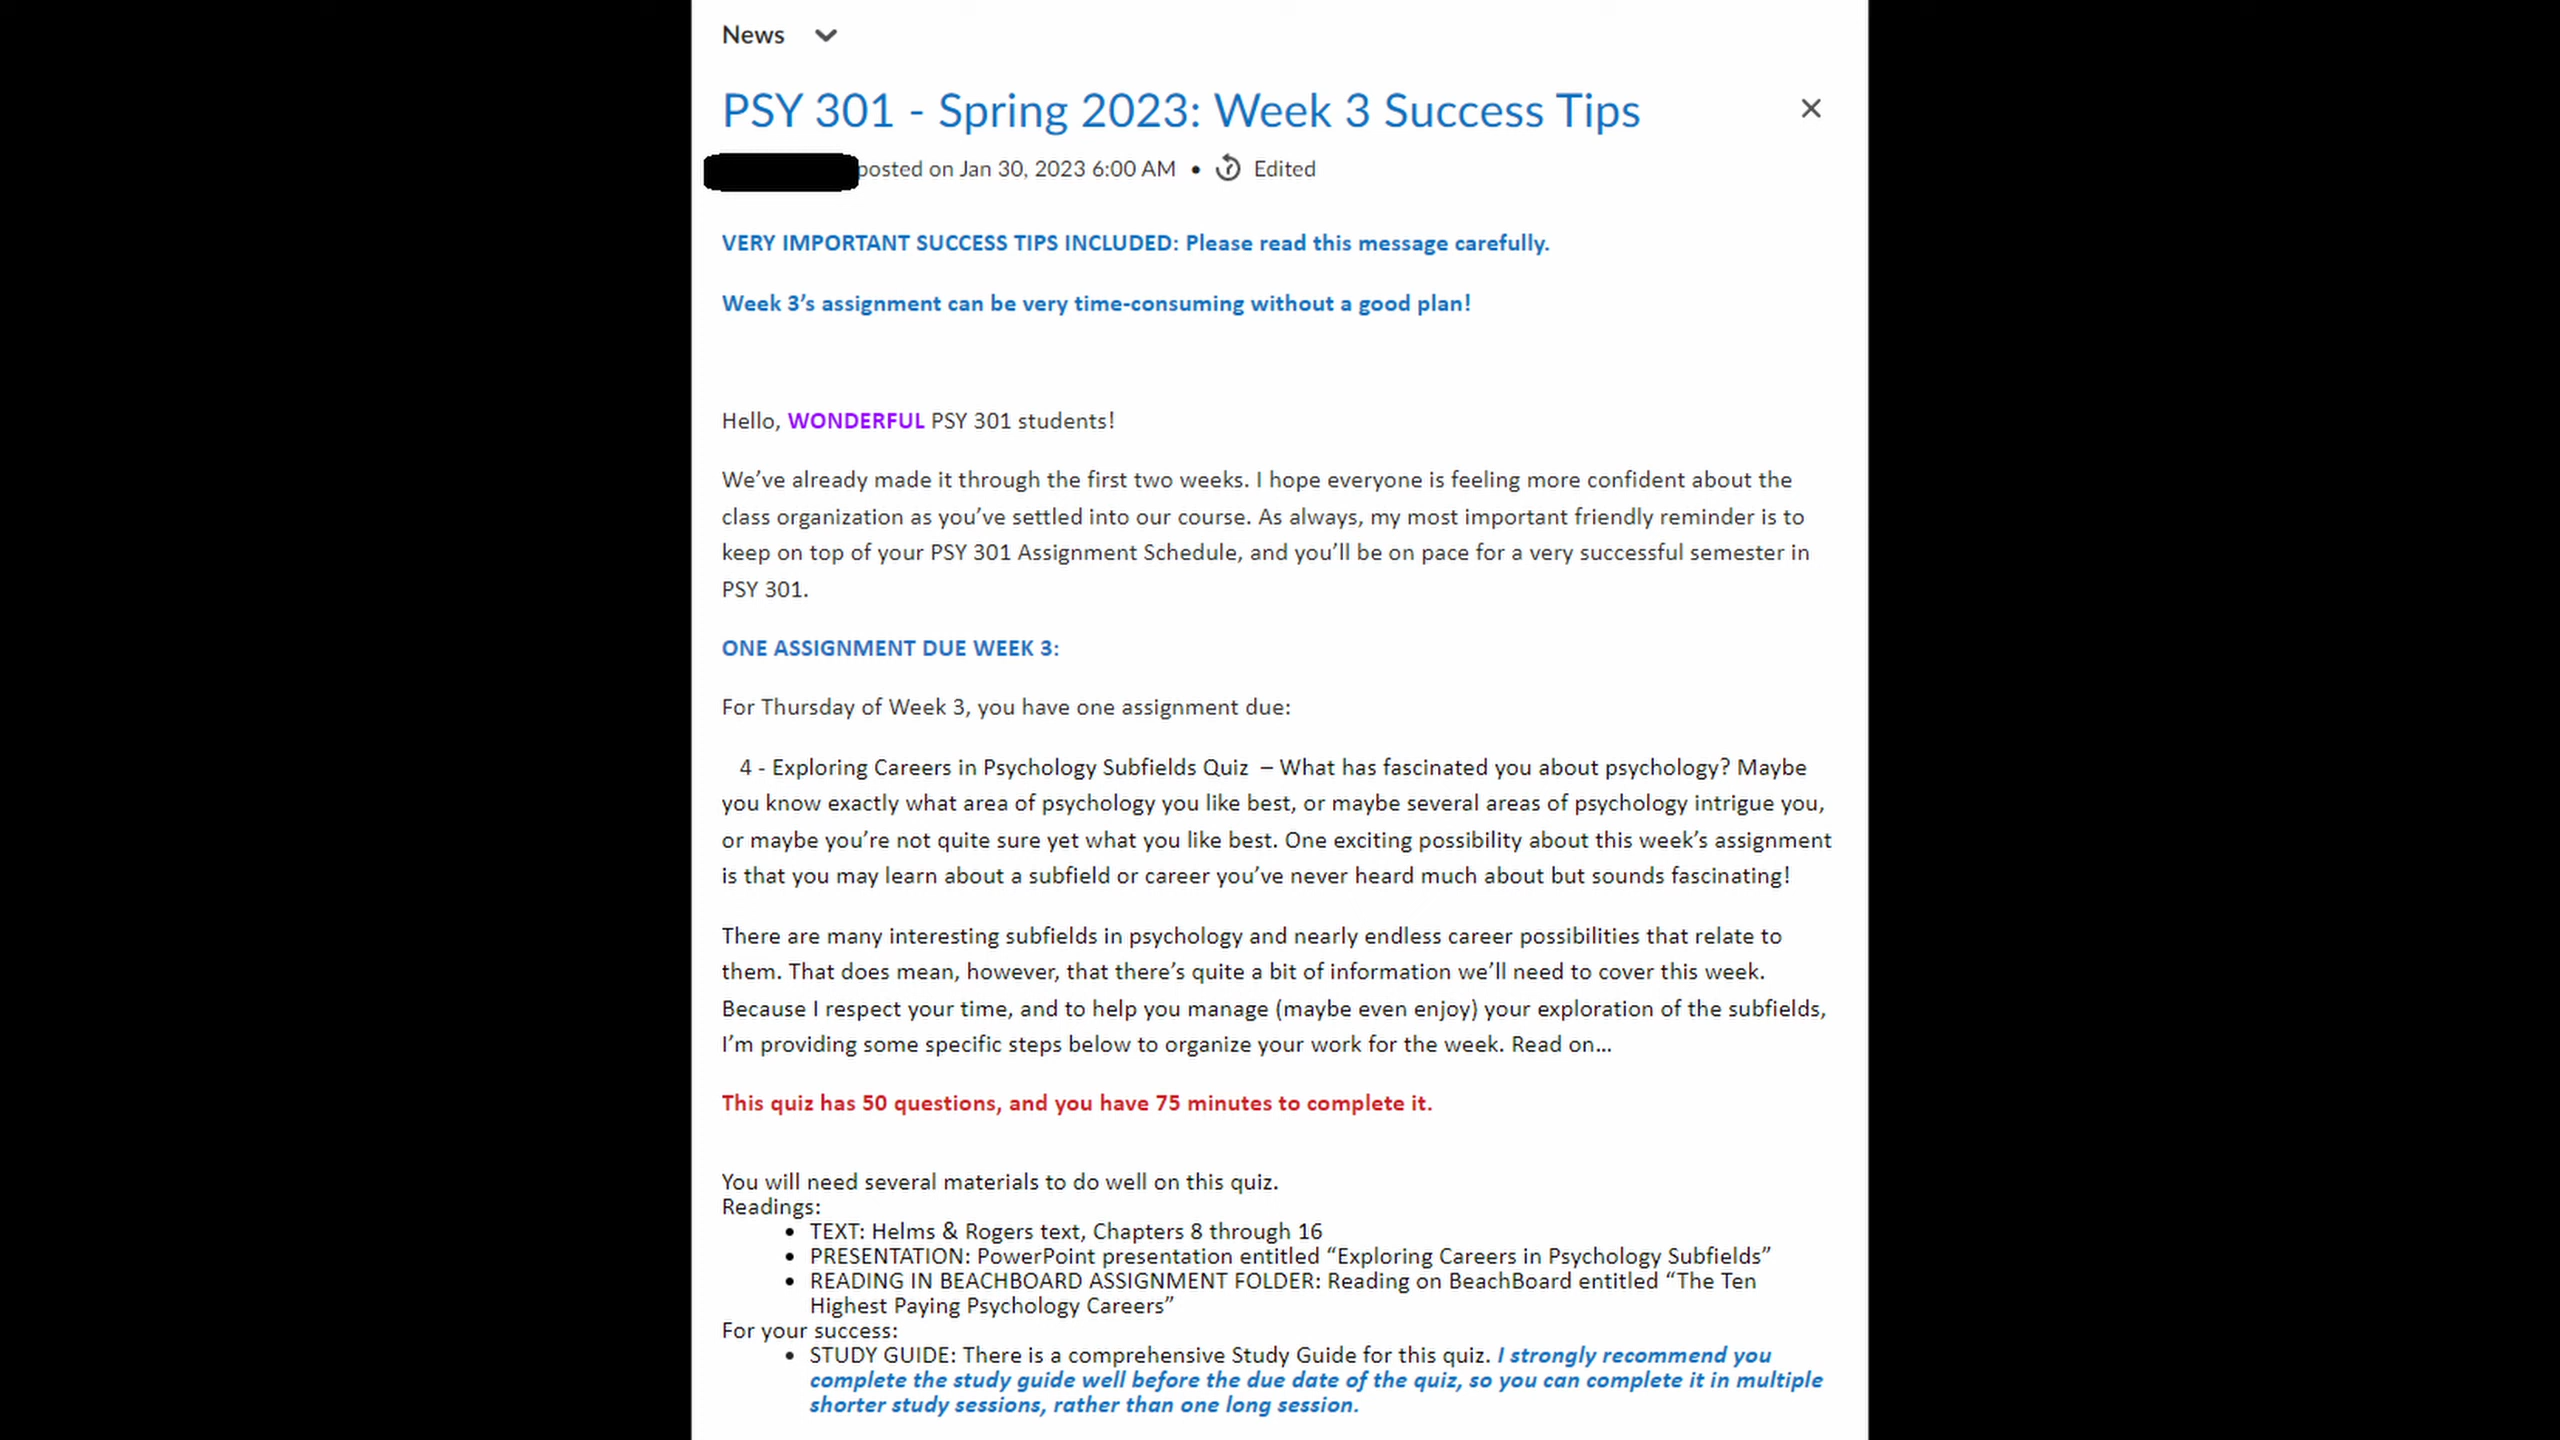 News
PSY 301 - Spring 2023: Week 3 Success Tips
posted on Jan 30, 2023 6:00 AM • Edited
VERY IMPORTANT SUCCESS TIPS INCLUDED: Please read this message carefully.
Week 3’s assignment can be very time-consuming without a good plan!
Hello, WONDERFUL PSY 301 students!
We’ve already made it through the first two weeks. I hope everyone is feeling more confident about the
class organization as you’ve settled into our course. As always, my most important friendly reminder is to
keep on top of your PSY 301 Assignment Schedule, and you’ll be on pace for a very successful semester in
PSY 301.
ONE ASSIGNMENT DUE WEEK 3:
For Thursday of Week 3, you have one assignment due:
4 - Exploring Careers in Psychology Subfields Quiz – What has fascinated you about psychology? Maybe
you know exactly what area of psychology you like best, or maybe several areas of psychology intrigue you,
or maybe you’re not quite sure yet what you like best. One exciting possibility about this week’s assignment
is that you may learn about a subfield or career you’ve never heard much about but sounds fascinating!
There are many interesting subfields in psychology and nearly endless career possibilities that relate to
them. That does mean, however, that there’s quite a bit of information we’ll need to cover this week.
Because I respect your time, and to help you manage (maybe even enjoy) your exploration of the subfields,
I’m providing some specific steps below to organize your work for the week. Read on…
This quiz has 50 questions, and you have 75 minutes to complete it.
You will need several materials to do well on this quiz.
Readings:
• TEXT: Helms & Rogers text, Chapters 8 through 16
• PRESENTATION: PowerPoint presentation entitled “Exploring Careers in Psychology Subfields”
• READING IN BEACHBOARD ASSIGNMENT FOLDER: Reading on BeachBoard entitled “The Ten
Highest Paying Psychology Careers”
For your success:
• STUDY GUIDE: There is a comprehensive Study Guide for this quiz. I strongly recommend you
complete the study guide well before the due date of the quiz, so you can complete it in multiple
shorter study sessions, rather than one long session.